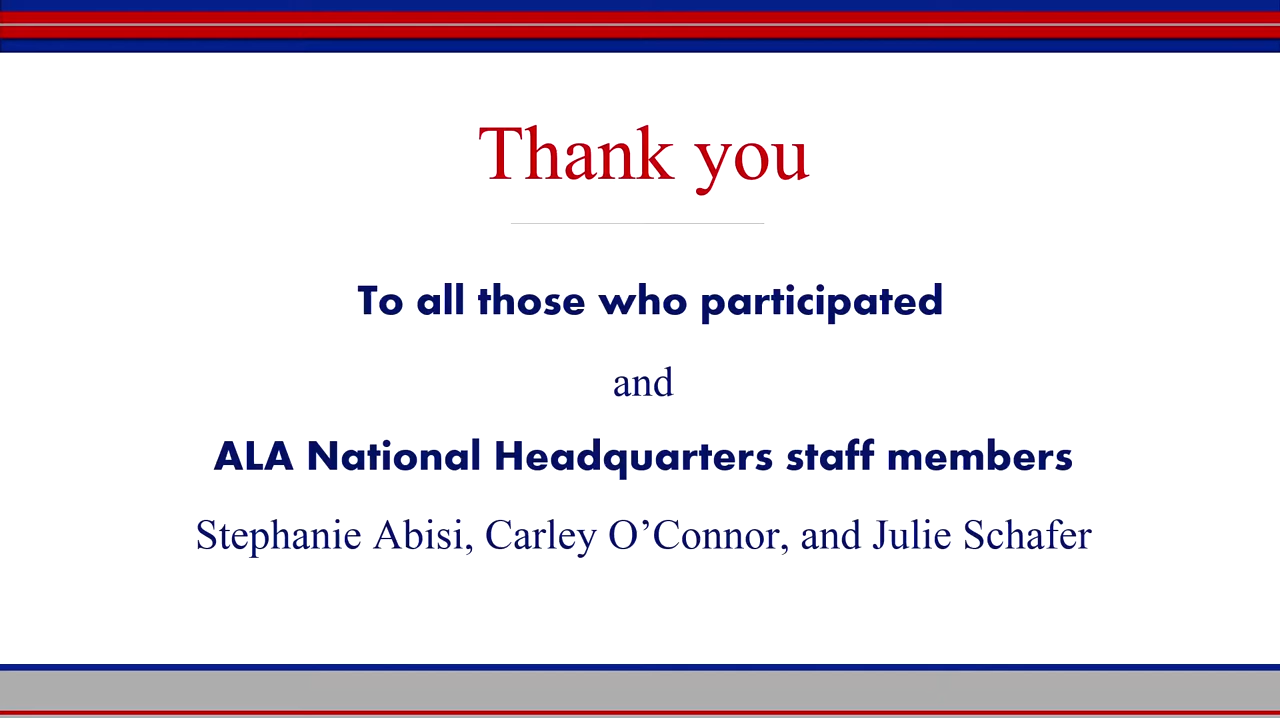 Thank you
To all those who participated
and
ALA National Headquarters staff members
Stephanie Abisi, Carley O’Connor, and Julie Schafer